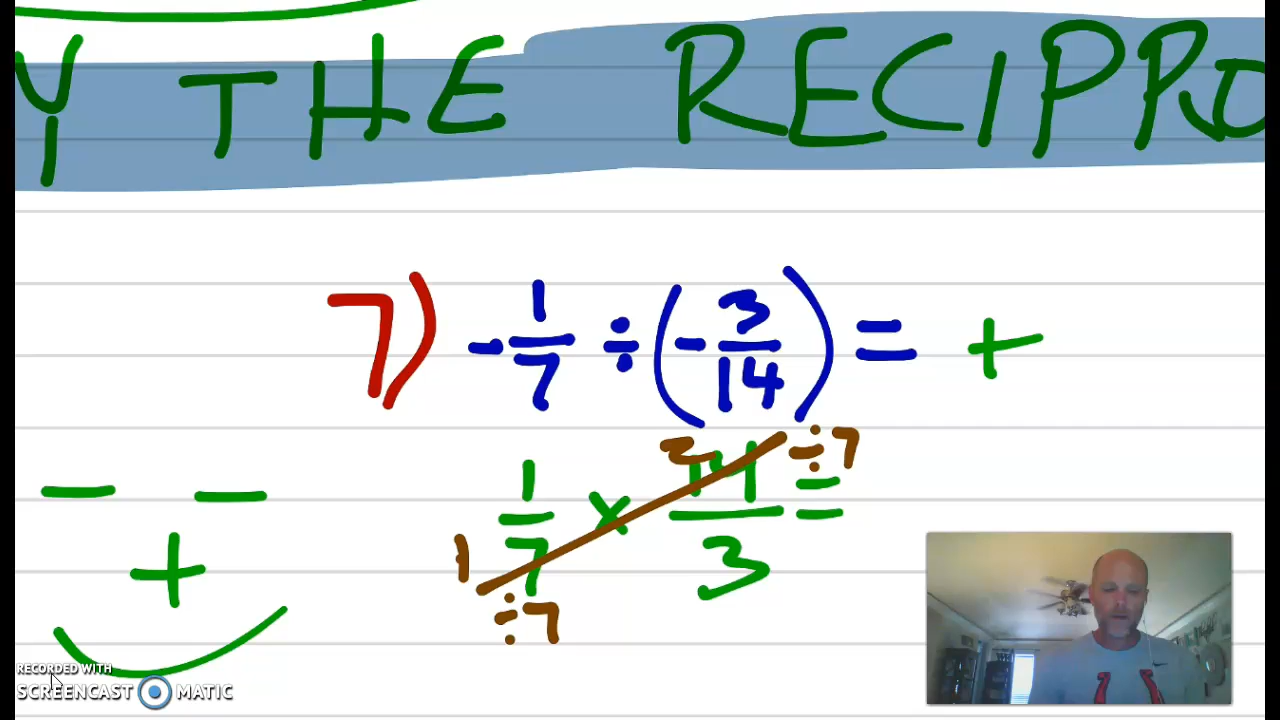 Y THE RECIPRO
7) -1/7 ÷ (-3/14) = +
2 ÷7
1/7 × 14/3 =
1
÷7
— —
+
RECORDED WITH
SCREENCAST MATIC